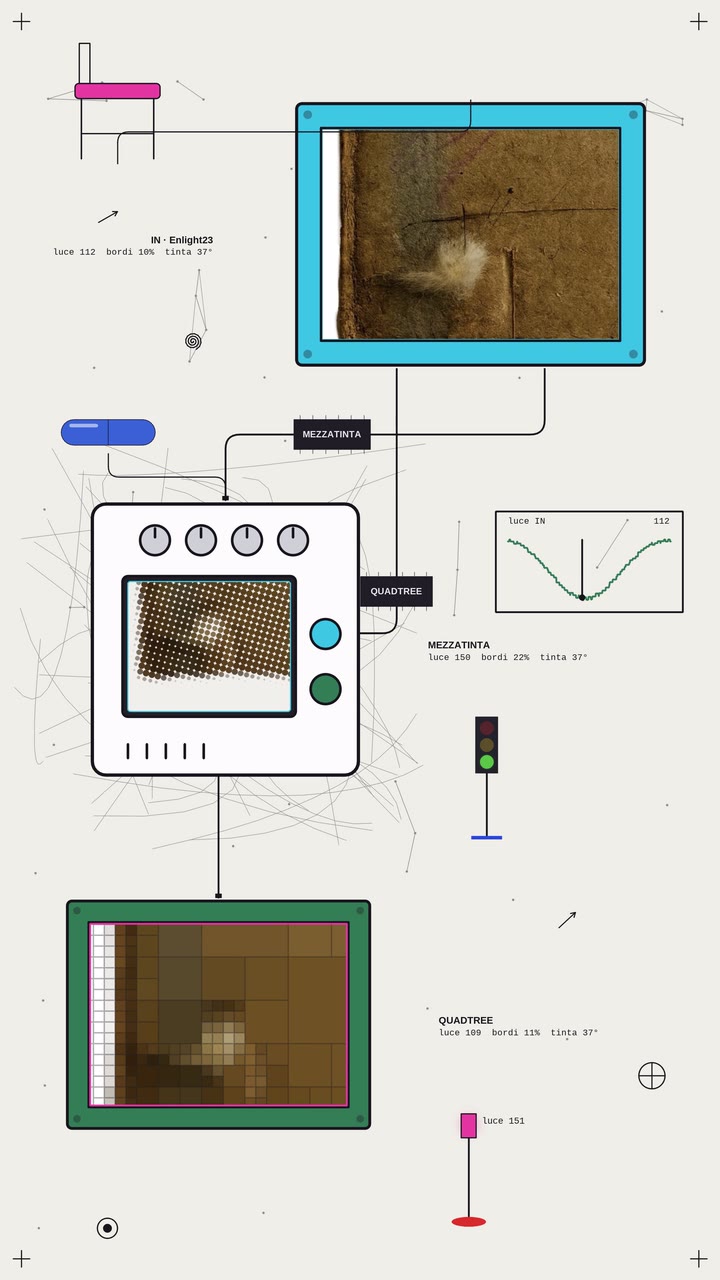 IN · Enlight23
luce 112  bordi 10%  tinta 37°
MEZZATINTA
luce IN 112
QUADTREE
MEZZATINTA
luce 150  bordi 22%  tinta 37°
QUADTREE
luce 109  bordi 11%  tinta 37°
luce 151